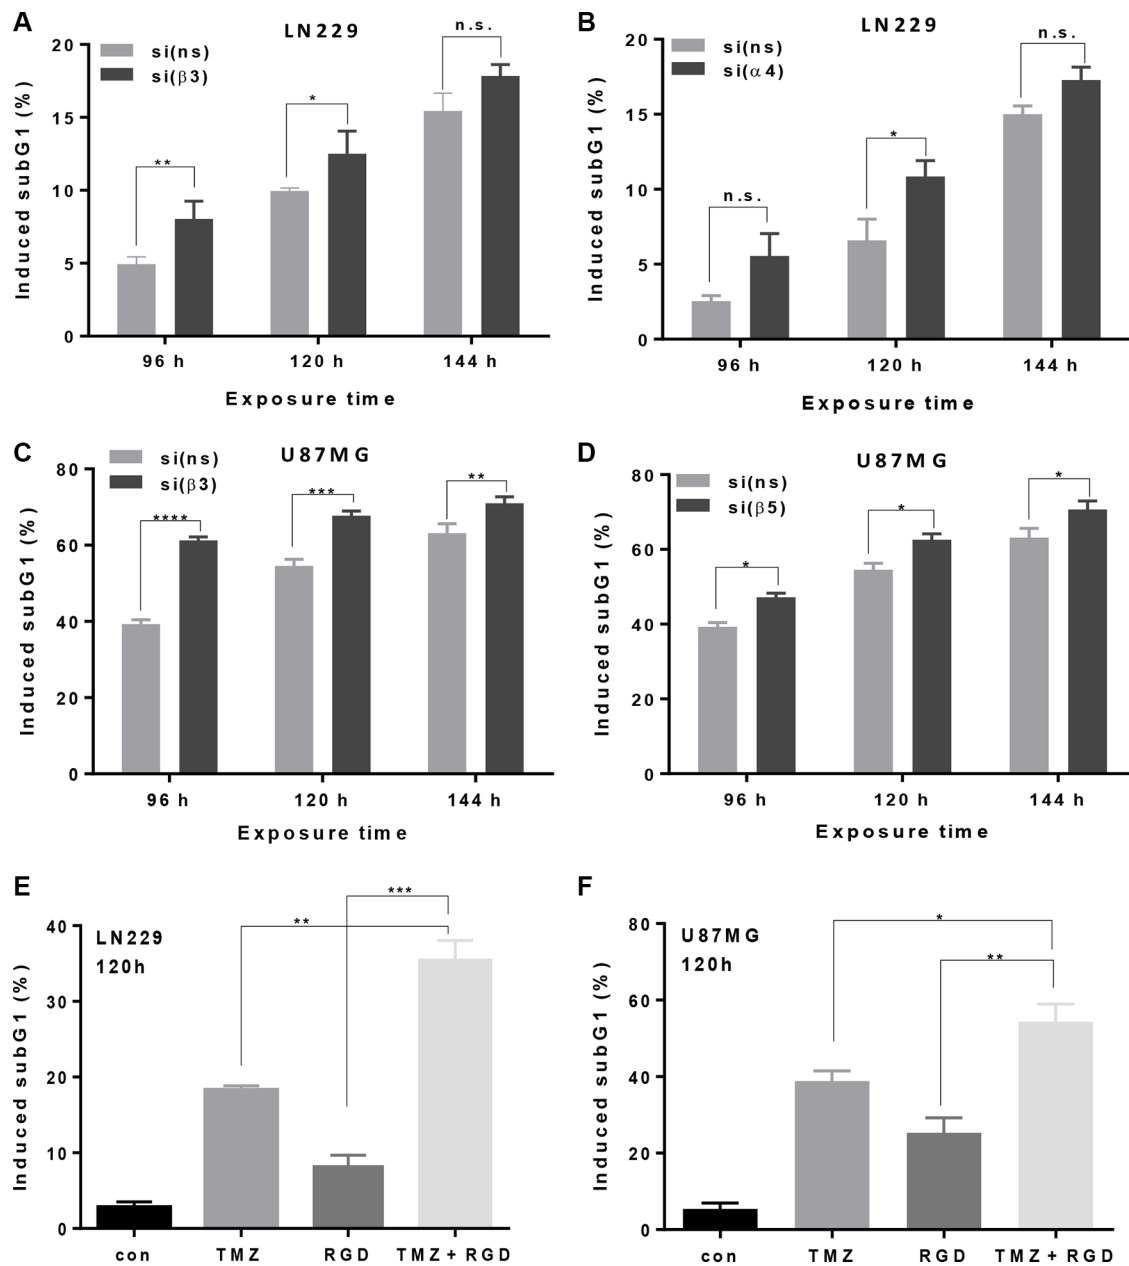 A
LN229
si(ns)
si(β3)
Induced subG1 (%)
20
15
10
5
0
**
*
n.s.
96 h
120 h
144 h
Exposure time
B
LN229
si(ns)
si(α4)
Induced subG1 (%)
20
15
10
5
0
n.s.
*
n.s.
96 h
120 h
144 h
Exposure time
C
U87MG
si(ns)
si(β3)
Induced subG1 (%)
80
60
40
20
0
****
***
**
96 h
120 h
144 h
Exposure time
D
U87MG
si(ns)
si(β5)
Induced subG1 (%)
80
60
40
20
0
*
*
*
96 h
120 h
144 h
Exposure time
E
LN229
120h
Induced subG1 (%)
40
30
20
10
0
**
***
con
TMZ
RGD
TMZ + RGD
F
U87MG
120h
Induced subG1 (%)
80
60
40
20
0
*
**
con
TMZ
RGD
TMZ + RGD